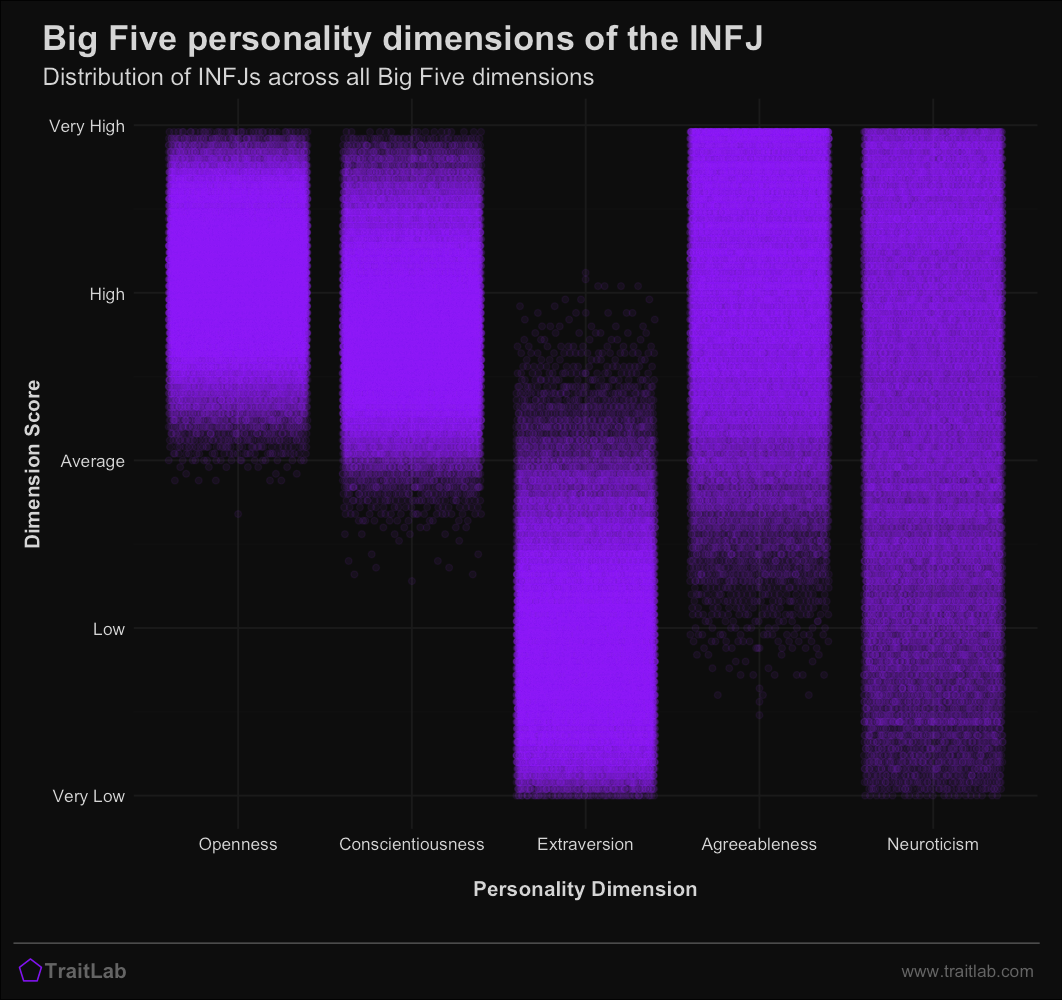 Big Five personality dimensions of the INFJ
Distribution of INFJs across all Big Five dimensions
Dimension Score
Very High
High
Average
Low
Very Low
Openness Conscientiousness Extraversion Agreeableness Neuroticism
Personality Dimension
TraitLab www.traitlab.com